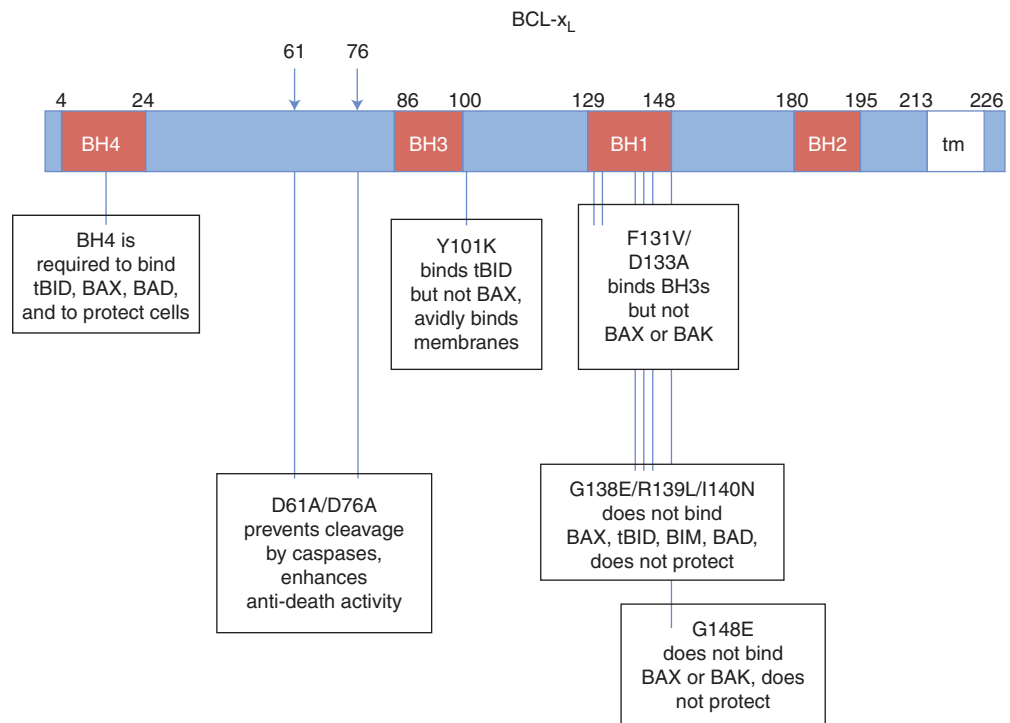 BCL-xL
61 76
4 24 86 100 129 148 180 195 213 226
BH4 BH3 BH1 BH2 tm
BH4 is
required to bind
tBID, BAX, BAD,
and to protect cells
Y101K
binds tBID
but not BAX,
avidly binds
membranes
F131V/
D133A
binds BH3s
but not
BAX or BAK
D61A/D76A
prevents cleavage
by caspases,
enhances
anti-death activity
G138E/R139L/I140N
does not bind
BAX, tBID, BIM, BAD,
does not protect
G148E
does not bind
BAX or BAK, does
not protect